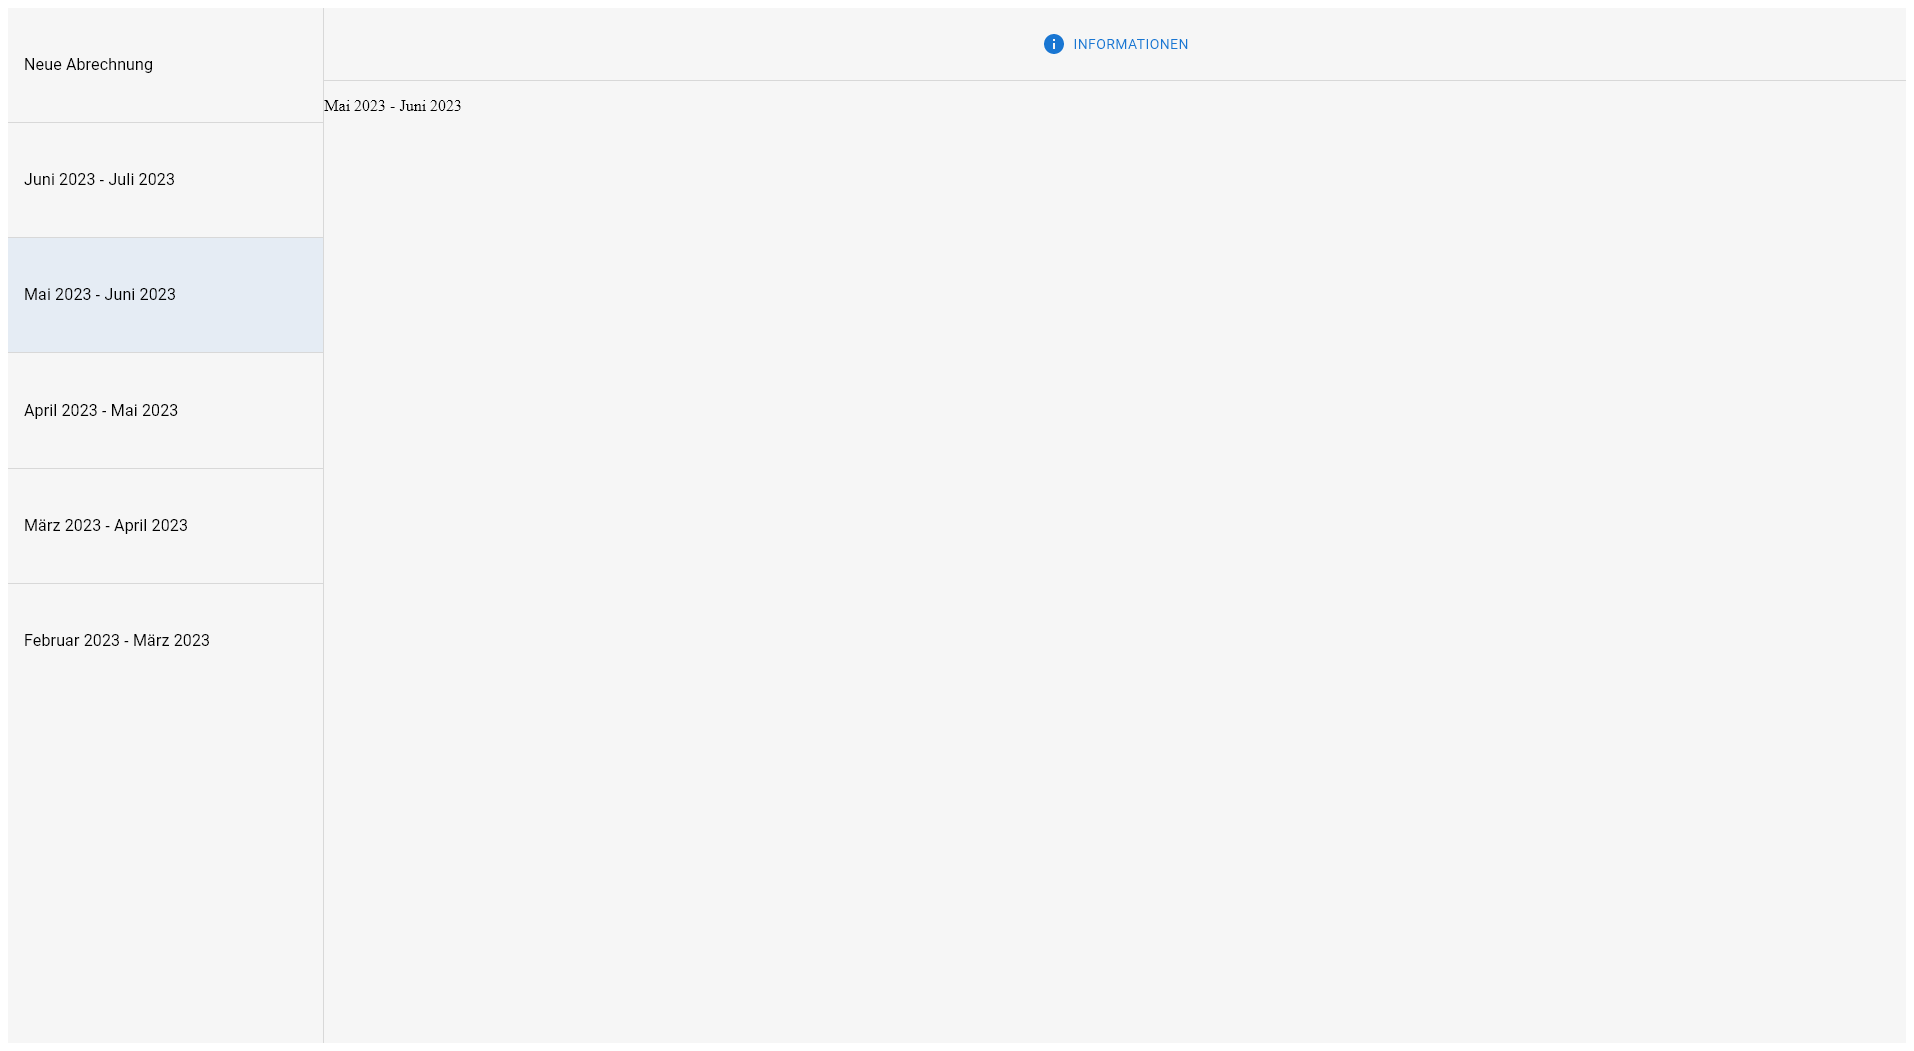 Neue Abrechnung
Juni 2023 - Juli 2023
Mai 2023 - Juni 2023
April 2023 - Mai 2023
März 2023 - April 2023
Februar 2023 - März 2023
INFORMATIONEN
Mai 2023 - Juni 2023